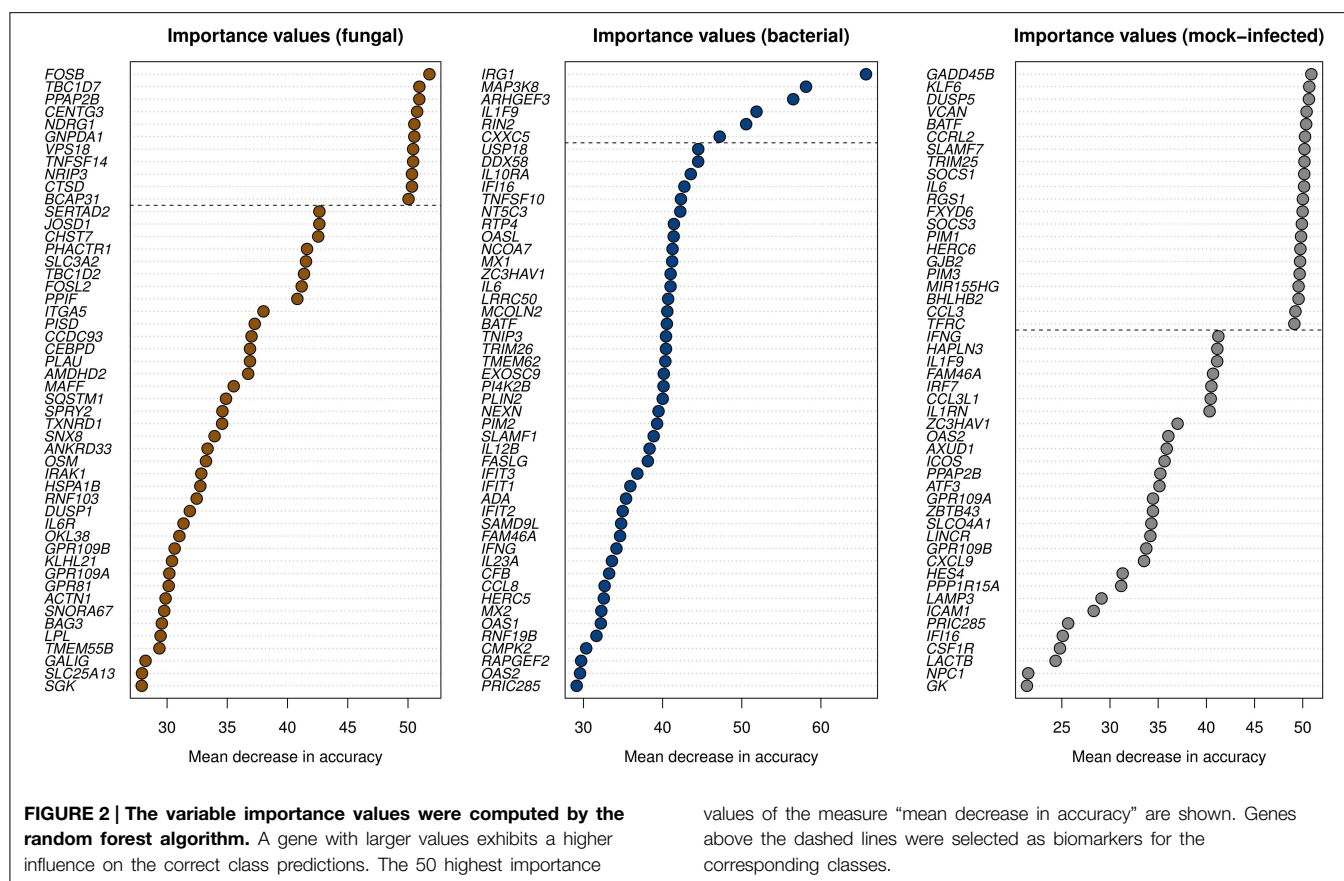 Importance values (fungal)
FOSB
TBC1D7
PPAP2B
CENTG3
NDRG1
GNPDA1
VPS18
TNFSF14
NRIP3
CTSD
BCAP31
SERTAD2
JOSD1
CHST7
PHACTR1
SLC3A2
TBC1D2
FOSL2
PPIF
ITGA5
PISD
CCDC93
CEBPD
PLAU
AMDHD2
MAFF
SQSTM1
SPRY2
TXNRD1
SNX8
ANKRD33
OSM
IRAK1
HSPA1B
RNF103
DUSP1
IL6R
OKL38
GPR109B
KLHL21
GPR109A
GPR81
ACTN1
SNORA67
BAG3
LPL
TMEM55B
GALIG
SLC25A13
SGK
30 35 40 45 50
Mean decrease in accuracy
Importance values (bacterial)
IRG1
MAP3K8
ARHGEF3
IL1F9
RIN2
CXXC5
USP18
DDX58
IL10RA
IFI16
TNFSF10
NT5C3
RTP4
OASL
NCOA7
MX1
ZC3HAV1
IL6
LRRC50
MCOLN2
BATF
TNIP3
TRIM26
TMEM62
EXOSC9
PI4K2B
PLIN2
NEXN
PIM2
SLAMF1
IL12B
FASLG
IFIT3
IFIT1
ADA
IFIT2
SAMD9L
FAM46A
IFNG
IL23A
CFB
CCL8
HERC5
MX2
OAS1
RNF19B
CMPK2
RAPGEF2
OAS2
PRIC285
30 40 50 60
Mean decrease in accuracy
Importance values (mock−infected)
GADD45B
KLF6
DUSP5
VCAN
BATF
CCRL2
SLAMF7
TRIM25
SOCS1
IL6
RGS1
FXYD6
SOCS3
PIM1
HERC6
GJB2
PIM3
MIR155HG
BHLHB2
CCL3
TFRC
IFNG
HAPLN3
IL1F9
FAM46A
IRF7
CCL3L1
IL1RN
ZC3HAV1
OAS2
AXUD1
ICOS
PPAP2B
ATF3
GPR109A
ZBTB43
SLCO4A1
LINCR
GPR109B
CXCL9
HES4
PPP1R15A
LAMP3
ICAM1
PRIC285
IFI16
CSF1R
LACTB
NPC1
GK
25 30 35 40 45 50
Mean decrease in accuracy
FIGURE 2 | The variable importance values were computed by the
random forest algorithm. A gene with larger values exhibits a higher
influence on the correct class predictions. The 50 highest importance
values of the measure “mean decrease in accuracy” are shown. Genes
above the dashed lines were selected as biomarkers for the
corresponding classes.